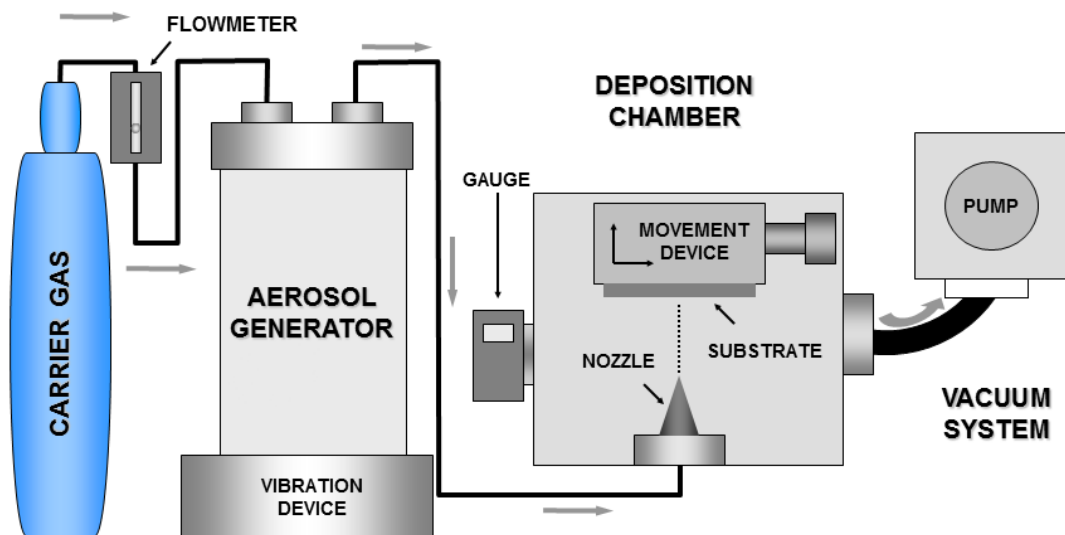 FLOWMETER
DEPOSITION
CHAMBER
GAUGE
PUMP
MOVEMENT
DEVICE
CARRIER GAS
AEROSOL
GENERATOR
SUBSTRATE
NOZZLE
VACUUM
SYSTEM
VIBRATION
DEVICE